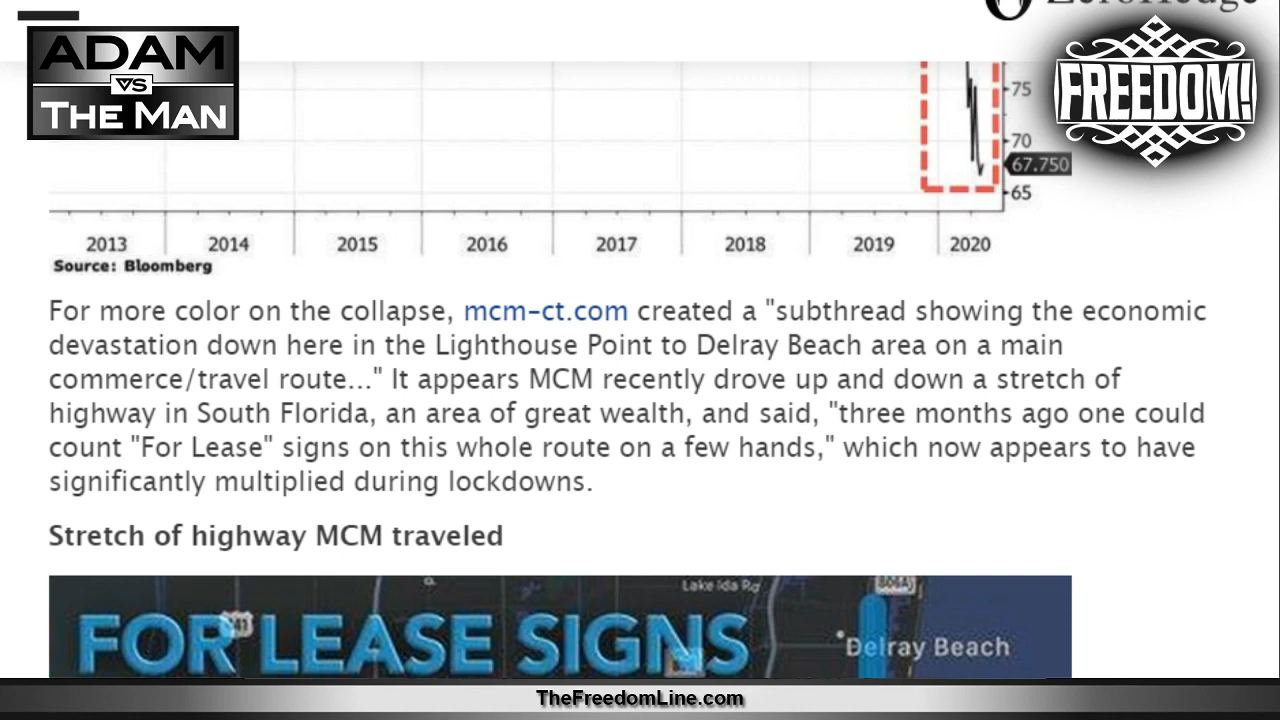 ZeroHedge
ADAM
VS
THE MAN
FREEDOM!
75
70
67.750
65
2013 2014 2015 2016 2017 2018 2019 2020
Source: Bloomberg
For more color on the collapse, mcm-ct.com created a "subthread showing the economic
devastation down here in the Lighthouse Point to Delray Beach area on a main
commerce/travel route..." It appears MCM recently drove up and down a stretch of
highway in South Florida, an area of great wealth, and said, "three months ago one could
count "For Lease" signs on this whole route on a few hands," which now appears to have
significantly multiplied during lockdowns.
Stretch of highway MCM traveled
Lake Ida Rd
FOR LEASE SIGNS
Delray Beach
TheFreedomLine.com